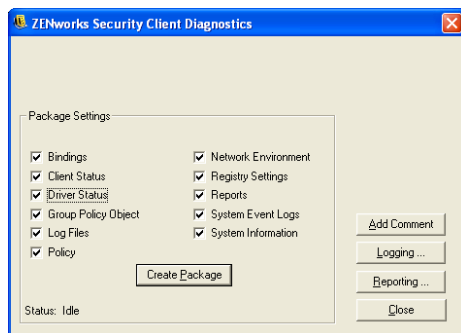 ZENworks Security Client Diagnostics
Package Settings
Bindings
Client Status
Driver Status
Group Policy Object
Log Files
Policy
Network Environment
Registry Settings
Reports
System Event Logs
System Information
Create Package
Status: Idle
Add Comment
Logging ...
Reporting ...
Close